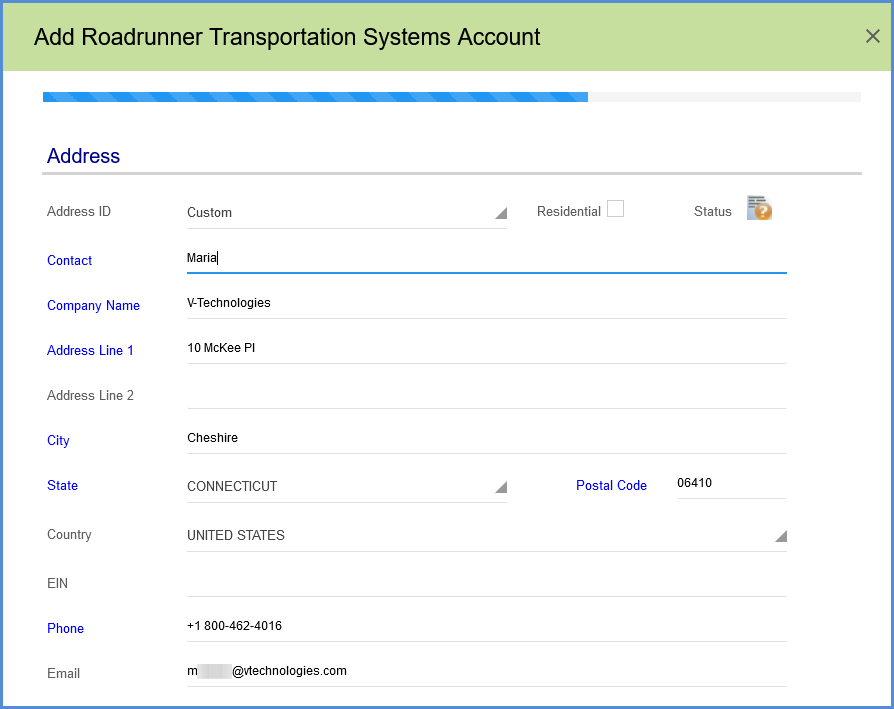 Add Roadrunner Transportation Systems Account
Address
Address ID Custom Residential Status
Contact Maria
Company Name V-Technologies
Address Line 1 10 McKee Pl
Address Line 2
City Cheshire
State CONNECTICUT Postal Code 06410
Country UNITED STATES
EIN
Phone +1 800-462-4016
Email m @vtechnologies.com